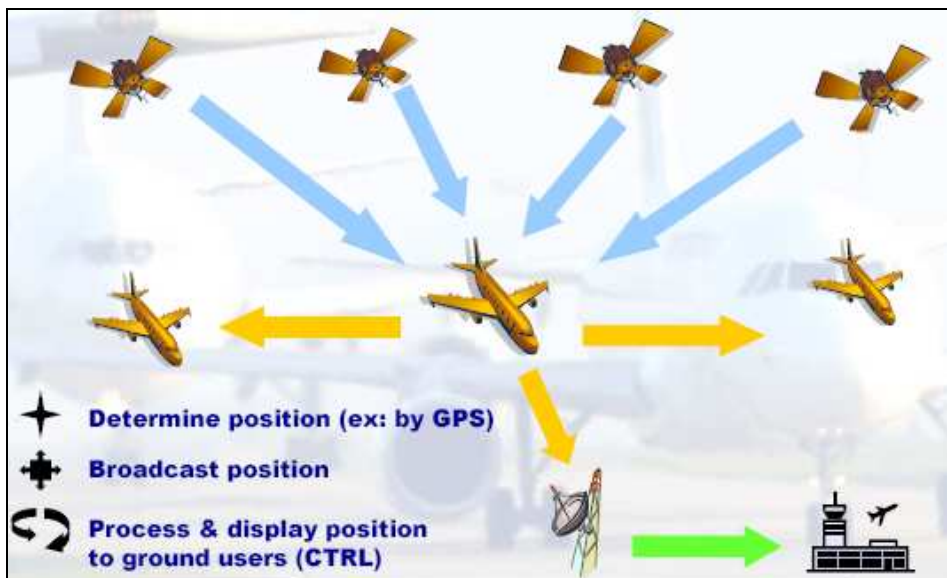 Determine position (ex: by GPS)
Broadcast position
Process & display position
to ground users (CTRL)